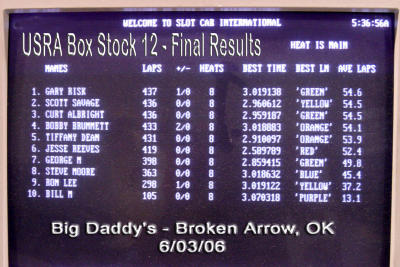 WELCOME TO SLOT CAR INTERNATIONAL 5:36:56A
USRA Box Stock 12 - Final Results
HEAT IS MAIN
NAMES LAPS +/- HEATS BEST TIME BEST LN AVE LAPS
1. GARY RISK 437 1/0 8 3.019138 'GREEN' 54.6
2. SCOTT SAVAGE 436 0/0 8 2.960612 'YELLOW' 54.5
3. CURT ALBRIGHT 436 0/0 8 2.959187 'GREEN' 54.5
4. BOBBY BRUMMETT 433 2/0 8 3.018883 'ORANGE' 54.1
5. TIFFANY DEAN 431 0/0 8 2.910097 'ORANGE' 53.9
6. JESSE REEVES 419 0/0 8 2.589789 'RED' 52.4
7. GEORGE M 398 0/0 8 2.859415 'GREEN' 49.8
8. STEVE MOORE 363 0/0 8 3.018632 'BLUE' 45.4
9. RON LEE 298 1/0 8 3.019122 'YELLOW' 37.2
10. BILL M 105 0/0 8 3.070318 'PURPLE' 13.1
Big Daddy's - Broken Arrow, OK
6/03/06